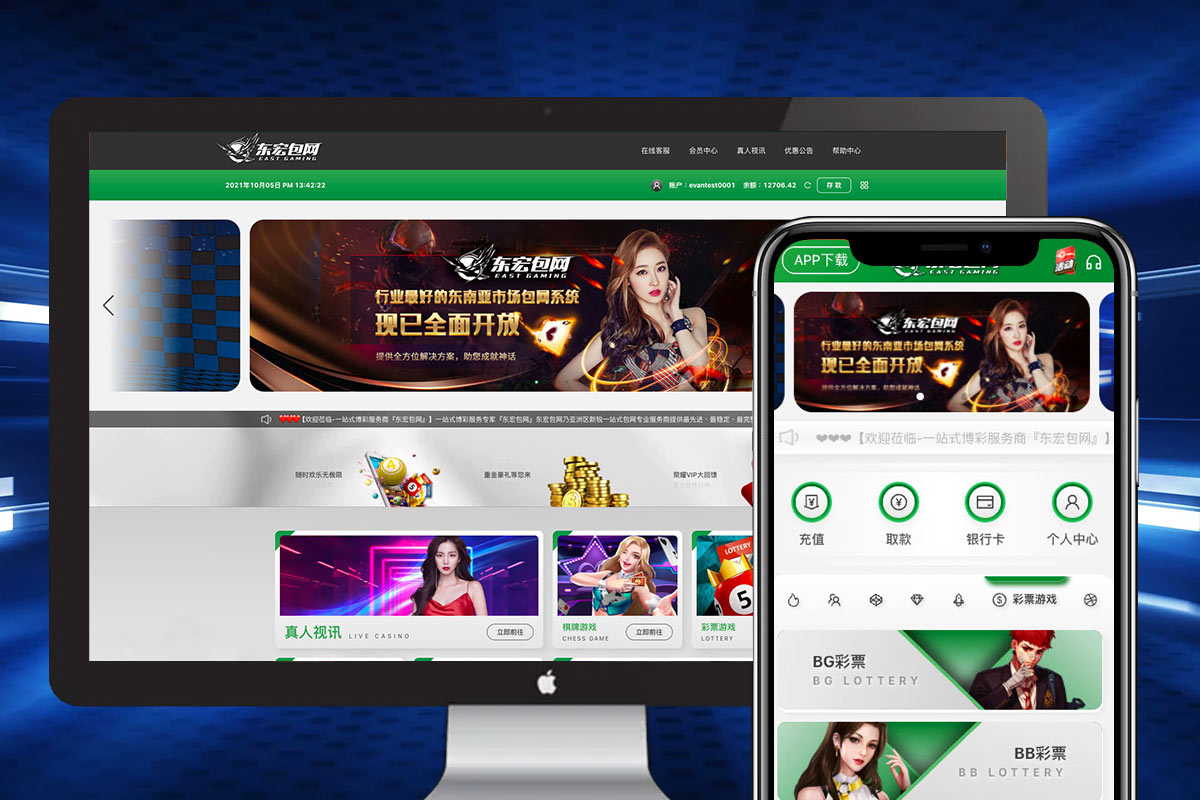 东宏包网
EAST GAMING
在线客服 会员中心 真人视讯 优惠公告 帮助中心
2021年10月05日 PM 13:42:22
账户：evantest0001 余额：12706.42 存款
东宏包网
EAST GAMING
行业最好的东南亚市场包网系统
现已全面开放
提供全方位解决方案，助您成就神话
【欢迎莅临-一站式博彩服务商『东宏包网』】一站式博彩服务专家『东宏包网』东宏包网乃亚洲区新锐一站式包网专业服务商提供最先进、最稳定、最完
随时欢乐无极限
重金豪礼等您来
荣耀VIP大回馈
真人视讯 LIVE CASINO 立即前往
棋牌游戏
CHESS GAME 立即前往
LOTTERY
5
彩票游戏
LOTTERY
APP下载
EAST GAMING
活动
东宏包网
行业最好的东南亚市场包网系统
现已全面开放
提供全方位解决方案，助您成就神话
【欢迎莅临-一站式博彩服务商『东宏包网』】
充值 取款 银行卡 个人中心
彩票游戏
BG彩票
BG LOTTERY
BB彩票
BB LOTTERY